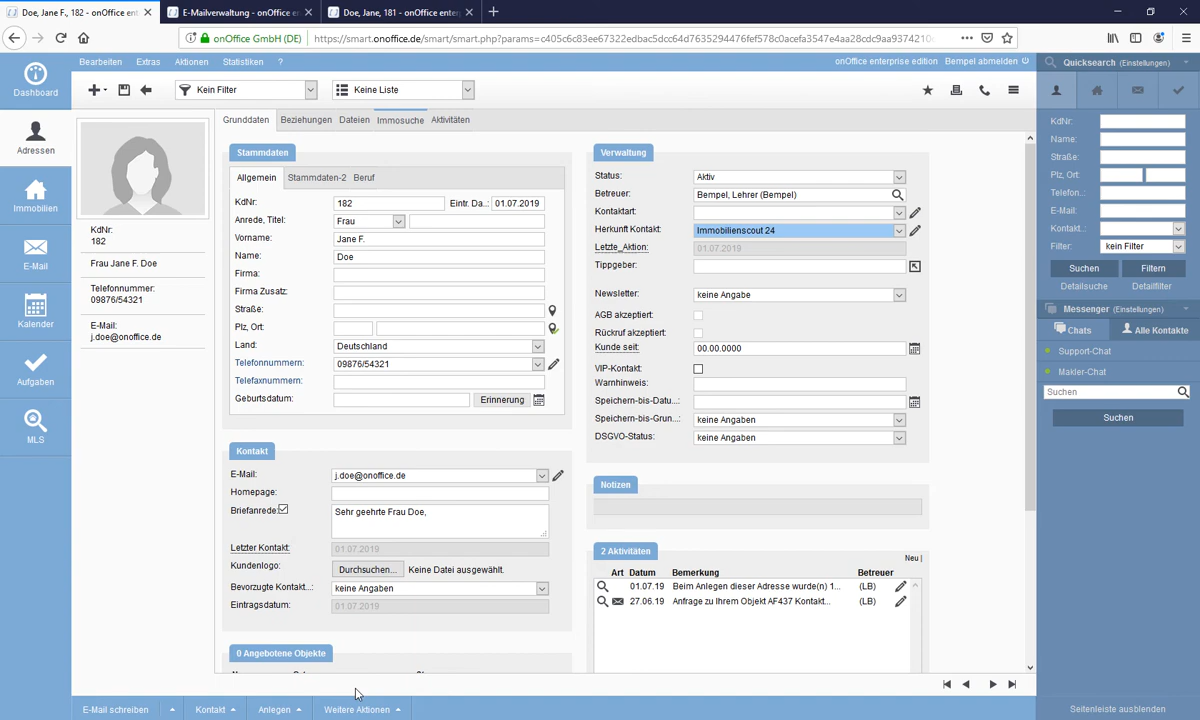 Doe, Jane F., 182 - onOffice ent
E-Mailverwaltung - onOffice e
Doe, Jane, 181 - onOffice enter
onOffice GmbH (DE)
https://smart.onoffice.de/smart/smart.php?params=
Dashboard
Adressen
Immobilien
E-Mail
Kalender
Aufgaben
MLS
Bearbeiten Extras Aktionen Statistiken ?
onOffice enterprise edition Bempel abmelden
Kein Filter
Keine Liste
KdNr:
182
Frau Jane F. Doe
Telefonnummer:
09876/54321
E-Mail:
j.doe@onoffice.de
Grunddaten Beziehungen Dateien Immosuche Aktivitäten
Stammdaten
Allgemein Stammdaten-2 Beruf
KdNr: 182 Eintr. Da..: 01.07.2019
Anrede, Titel: Frau
Vorname: Jane F.
Name: Doe
Firma:
Firma Zusatz:
Straße:
Plz, Ort:
Land: Deutschland
Telefonnummern: 09876/54321
Telefaxnummern:
Geburtsdatum: Erinnerung
Kontakt
E-Mail: j.doe@onoffice.de
Homepage:
Briefanrede: Sehr geehrte Frau Doe,
Letzter Kontakt: 01.07.2019
Kundenlogo: Durchsuchen... Keine Datei ausgewählt.
Bevorzugte Kontakt...: keine Angaben
Eintragsdatum: 01.07.2019
0 Angebotene Objekte
Verwaltung
Status: Aktiv
Betreuer: Bempel, Lehrer (Bempel)
Kontaktart:
Herkunft Kontakt: Immobilienscout 24
Letzte_Aktion: 01.07.2019
Tippgeber:
Newsletter: keine Angabe
AGB akzeptiert:
Rückruf akzeptiert:
Kunde seit: 00.00.0000
VIP-Kontakt:
Warnhinweis:
Speichern-bis-Datu...:
Speichern-bis-Grun...: keine Angaben
DSGVO-Status: keine Angaben
Notizen
2 Aktivitäten
Neu |
Art Datum Bemerkung Betreuer
01.07.19 Beim Anlegen dieser Adresse wurde(n) 1... (LB)
27.06.19 Anfrage zu Ihrem Objekt AF437 Kontakt... (LB)
Quicksearch (Einstellungen)
KdNr:
Name:
Straße:
Plz, Ort:
Telefon..:
E-Mail:
Kontakt..:
Filter: kein Filter
Suchen Filtern
Detailsuche Detailfilter
Messenger (Einstellungen)
Chats Alle Kontakte
Support-Chat
Makler-Chat
Suchen
Suchen
E-Mail schreiben Kontakt Anlegen Weitere Aktionen
Seitenleiste ausblenden